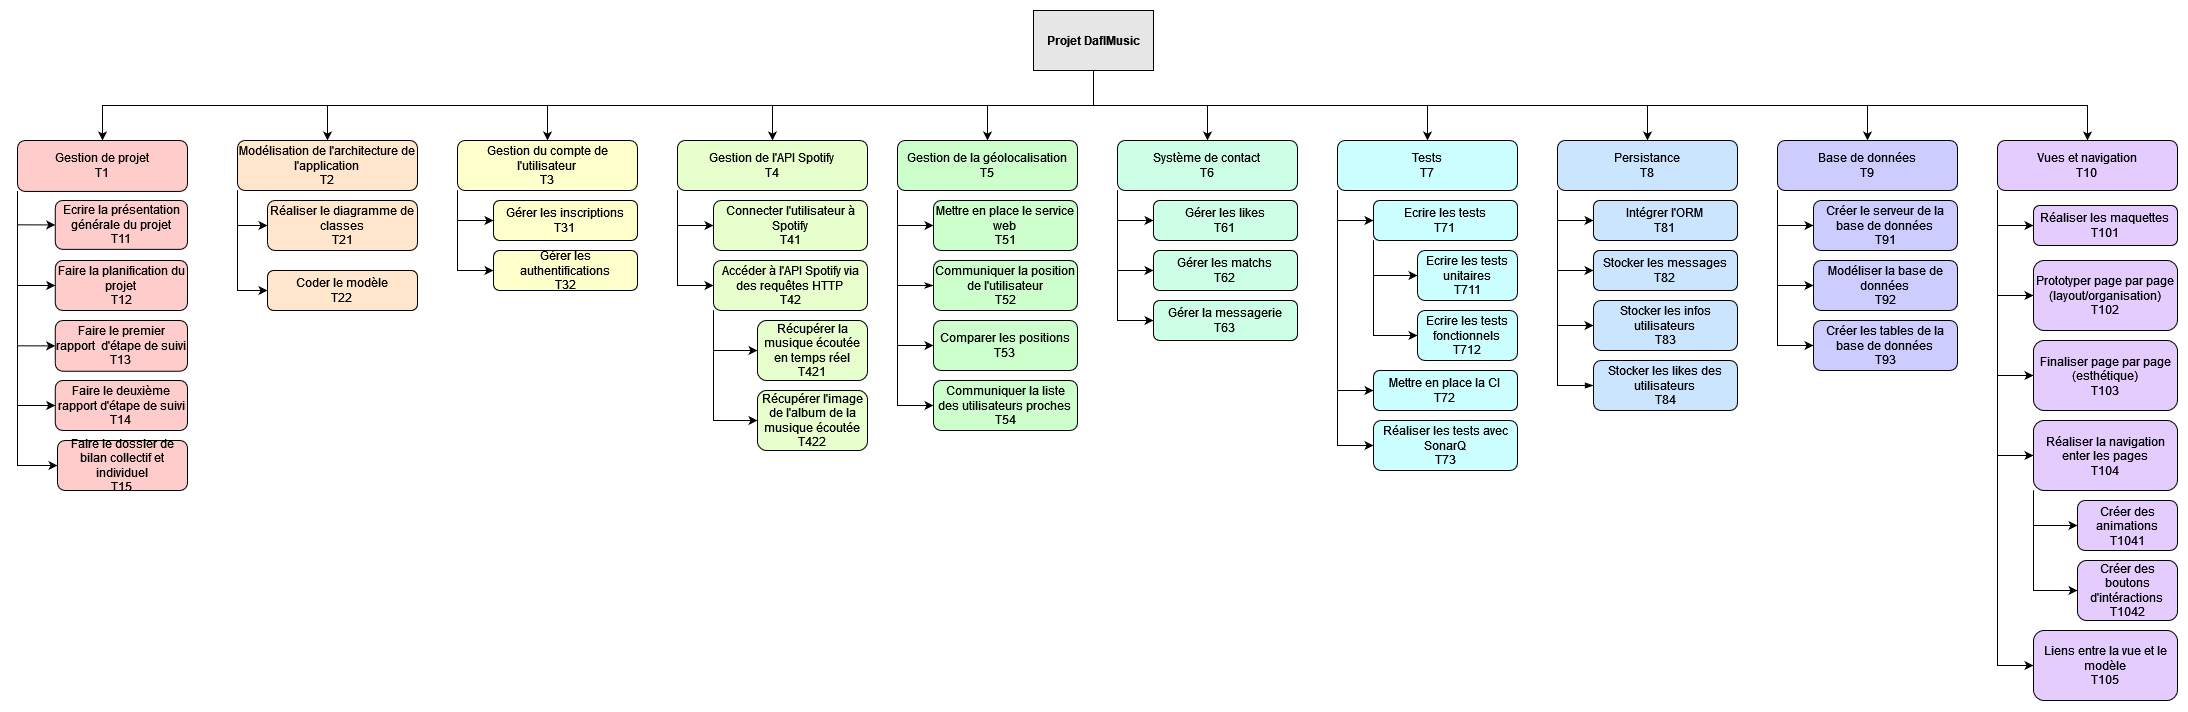 Projet DaflMusic
Gestion de projet
T1
Ecrire la présentation
générale du projet
T11
Faire la planification du
projet
T12
Faire le premier
rapport d'étape de suivi
T13
Faire le deuxième
rapport d'étape de suivi
T14
Faire le dossier de
bilan collectif et
individuel
T15
Modélisation de l'architecture de
l'application
T2
Réaliser le diagramme de
classes
T21
Coder le modèle
T22
Gestion du compte de
l'utilisateur
T3
Gérer les inscriptions
T31
Gérer les
authentifications
T32
Gestion de l'API Spotify
T4
Connecter l'utilisateur à
Spotify
T41
Accéder à l'API Spotify via
des requêtes HTTP
T42
Récupérer la
musique écoutée
en temps réel
T421
Récupérer l'image
de l'album de la
musique écoutée
T422
Gestion de la géolocalisation
T5
Mettre en place le service
web
T51
Communiquer la position
de l'utilisateur
T52
Comparer les positions
T53
Communiquer la liste
des utilisateurs proches
T54
Système de contact
T6
Gérer les likes
T61
Gérer les matchs
T62
Gérer la messagerie
T63
Tests
T7
Ecrire les tests
T71
Ecrire les tests
unitaires
T711
Ecrire les tests
fonctionnels
T712
Mettre en place la CI
T72
Réaliser les tests avec
SonarQ
T73
Persistance
T8
Intégrer l'ORM
T81
Stocker les messages
T82
Stocker les infos
utilisateurs
T83
Stocker les likes des
utilisateurs
T84
Base de données
T9
Créer le serveur de la
base de données
T91
Modéliser la base de
données
T92
Créer les tables de la
base de données
T93
Vues et navigation
T10
Réaliser les maquettes
T101
Prototyper page par page
(layout/organisation)
T102
Finaliser page par page
(esthétique)
T103
Réaliser la navigation
enter les pages
T104
Créer des
animations
T1041
Créer des
boutons
d'intéractions
T1042
Liens entre la vue et le
modèle
T105